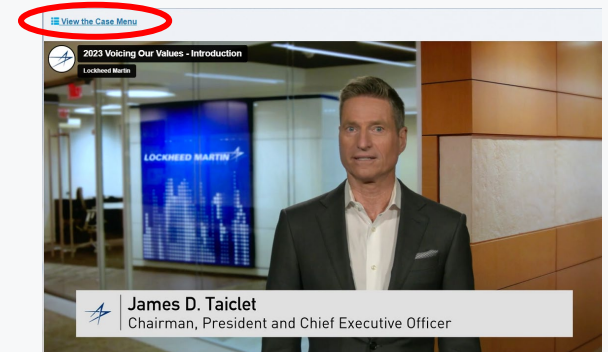 View the Case Menu
2023 Voicing Our Values - Introduction
Lockheed Martin
LOCKHEED MARTIN
James D. Taiclet
Chairman, President and Chief Executive Officer